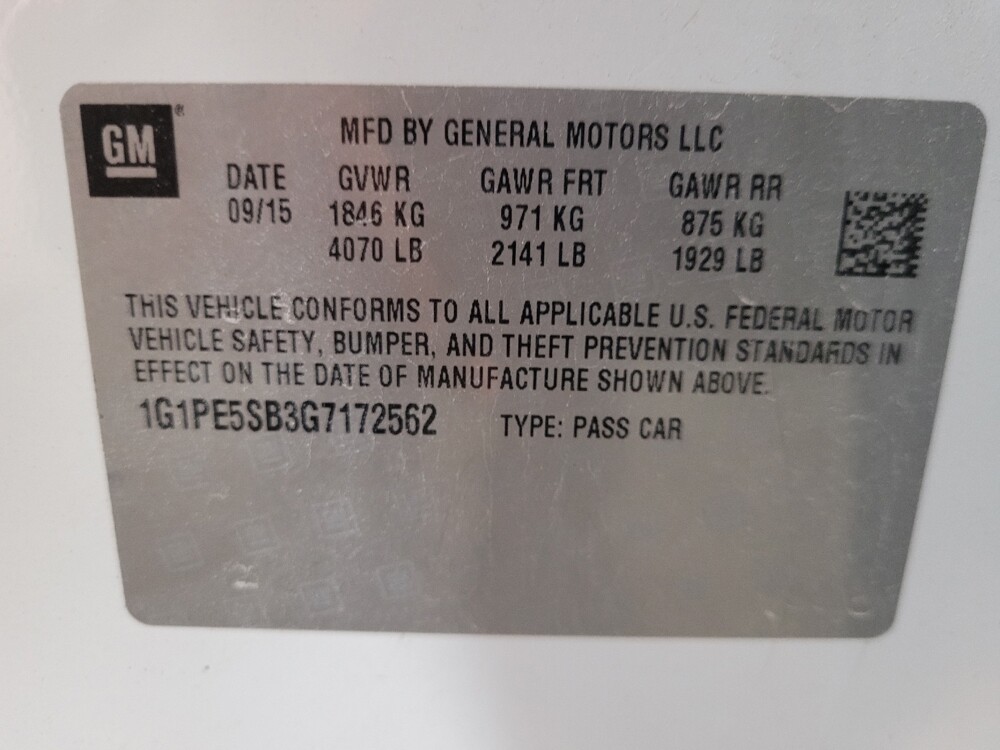 GM®
MFD BY GENERAL MOTORS LLC
DATE GVWR GAWR FRT GAWR RR
09/15 1846 KG 971 KG 875 KG
4070 LB 2141 LB 1929 LB
THIS VEHICLE CONFORMS TO ALL APPLICABLE U.S. FEDERAL MOTOR
VEHICLE SAFETY, BUMPER, AND THEFT PREVENTION STANDARDS IN
EFFECT ON THE DATE OF MANUFACTURE SHOWN ABOVE.
1G1PE5SB3G7172562 TYPE: PASS CAR